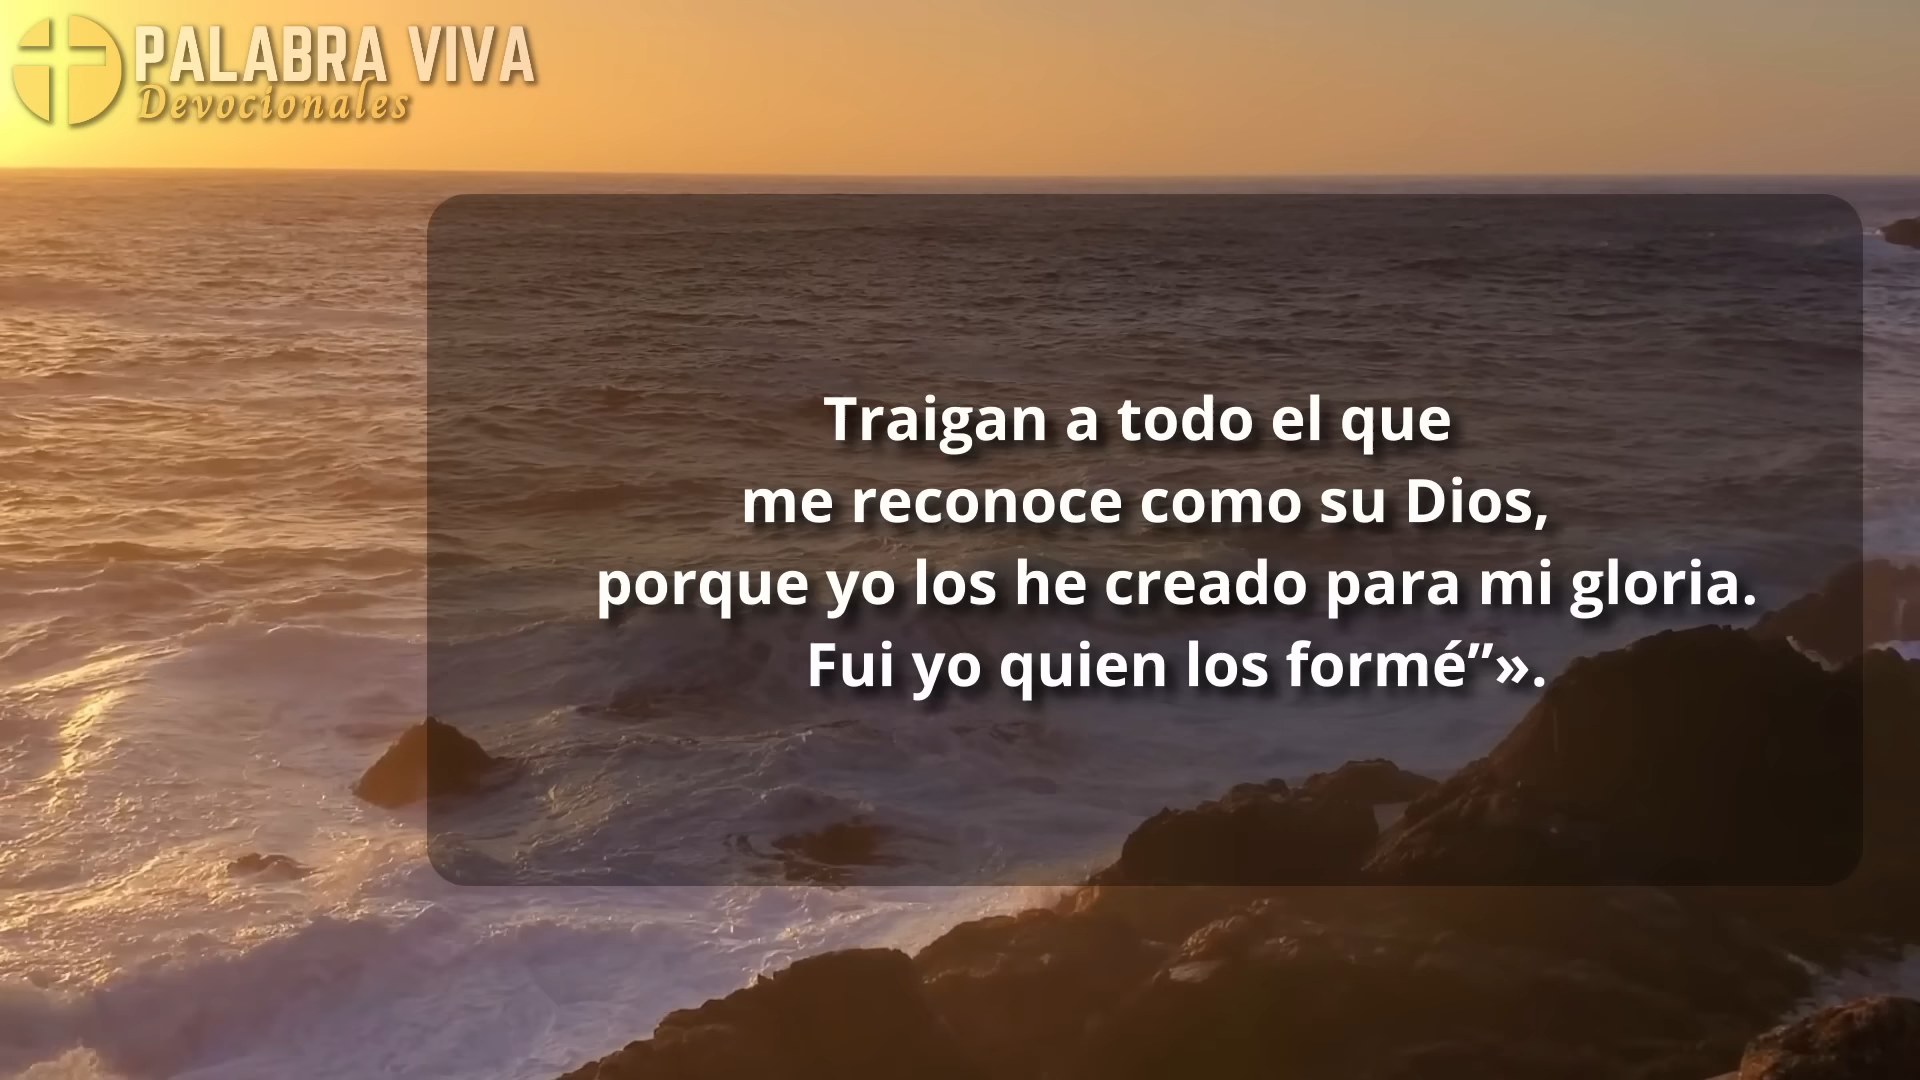 PALABRA VIVA
Devocionales
Traigan a todo el que
me reconoce como su Dios,
porque yo los he creado para mi gloria.
Fui yo quien los formé”».